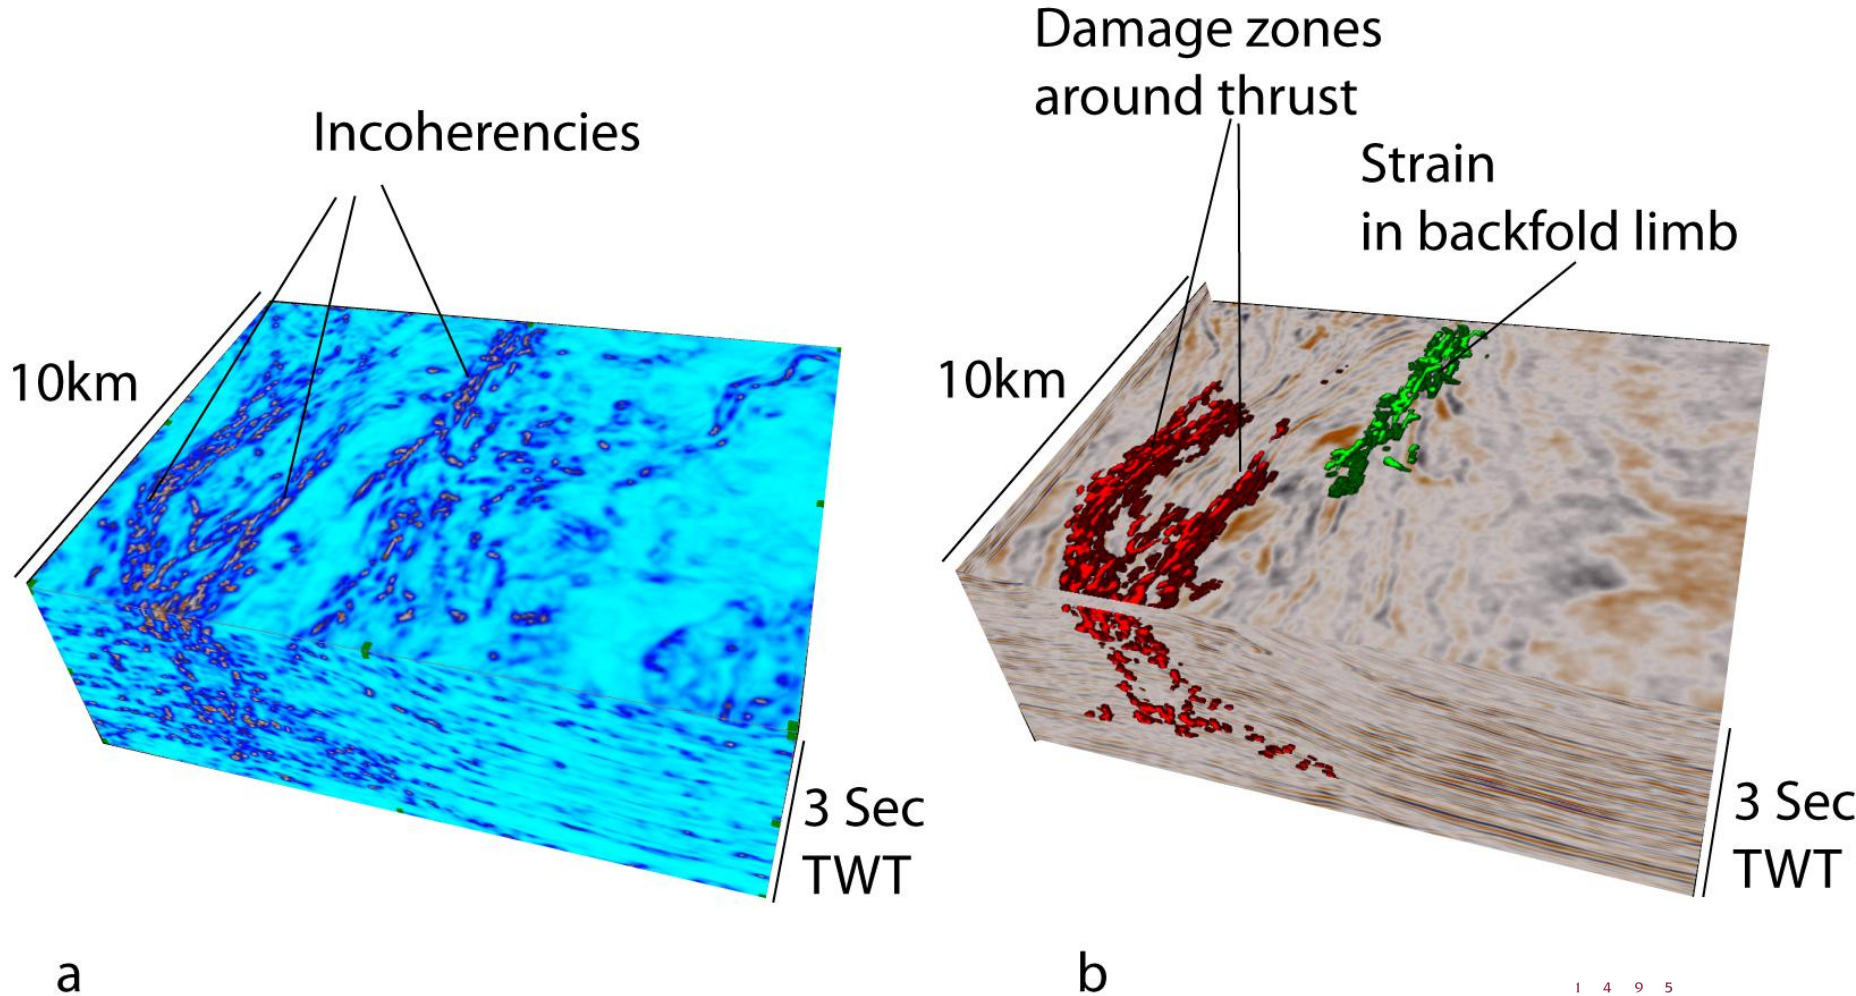 Incoherencies
10km
3 Sec
TWT
a
Damage zones
around thrust
Strain
in backfold limb
10km
3 Sec
TWT
b
1 4 9 5